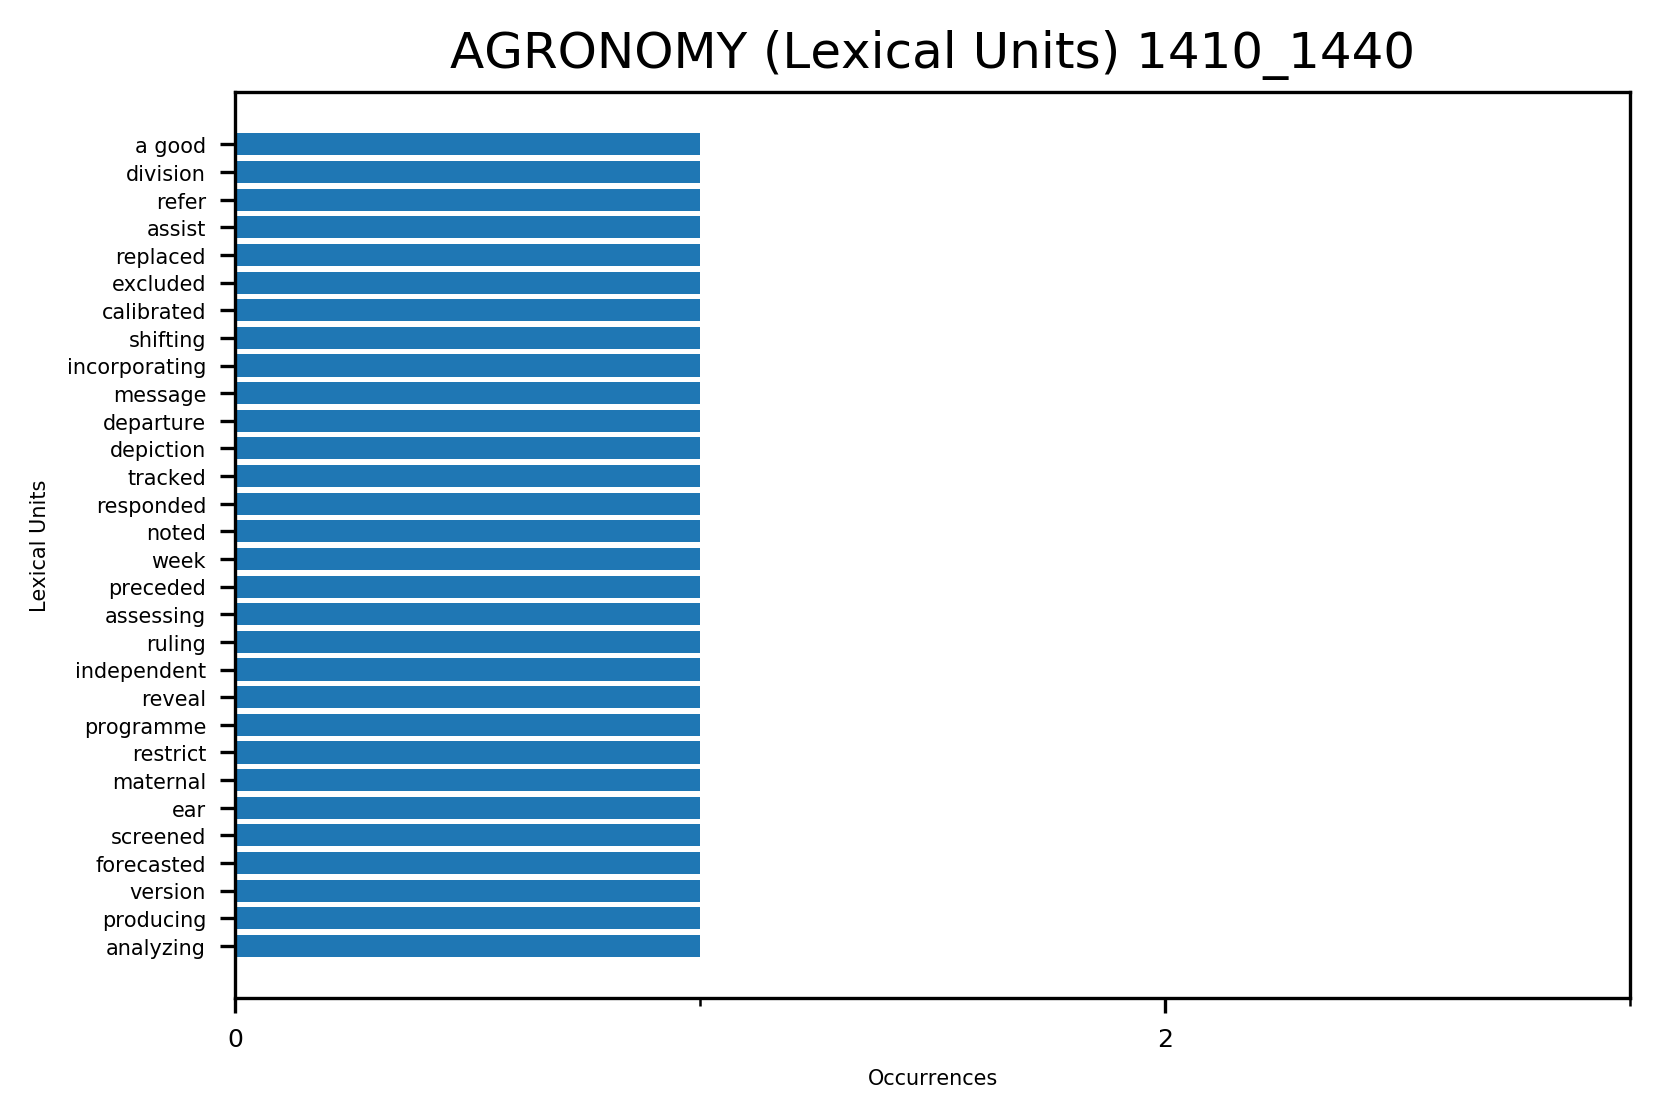 AGRONOMY (Lexical Units) 1410_1440
Lexical Units
a good
division
refer
assist
replaced
excluded
calibrated
shifting
incorporating
message
departure
depiction
tracked
responded
noted
week
preceded
assessing
ruling
independent
reveal
programme
restrict
maternal
ear
screened
forecasted
version
producing
analyzing
0 2
Occurrences